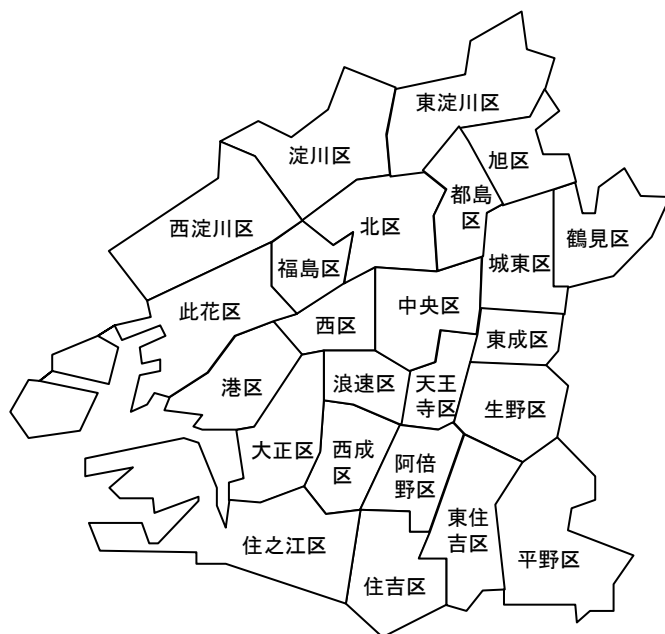 東淀川区
淀川区
旭区
都島
区
西淀川区
北区
鶴見区
福島区
城東区
此花区
中央区
西区
東成区
港区
浪速区
天王
寺区
生野区
大正区
西成
区
阿倍
野区
東住
吉区
住之江区
平野区
住吉区